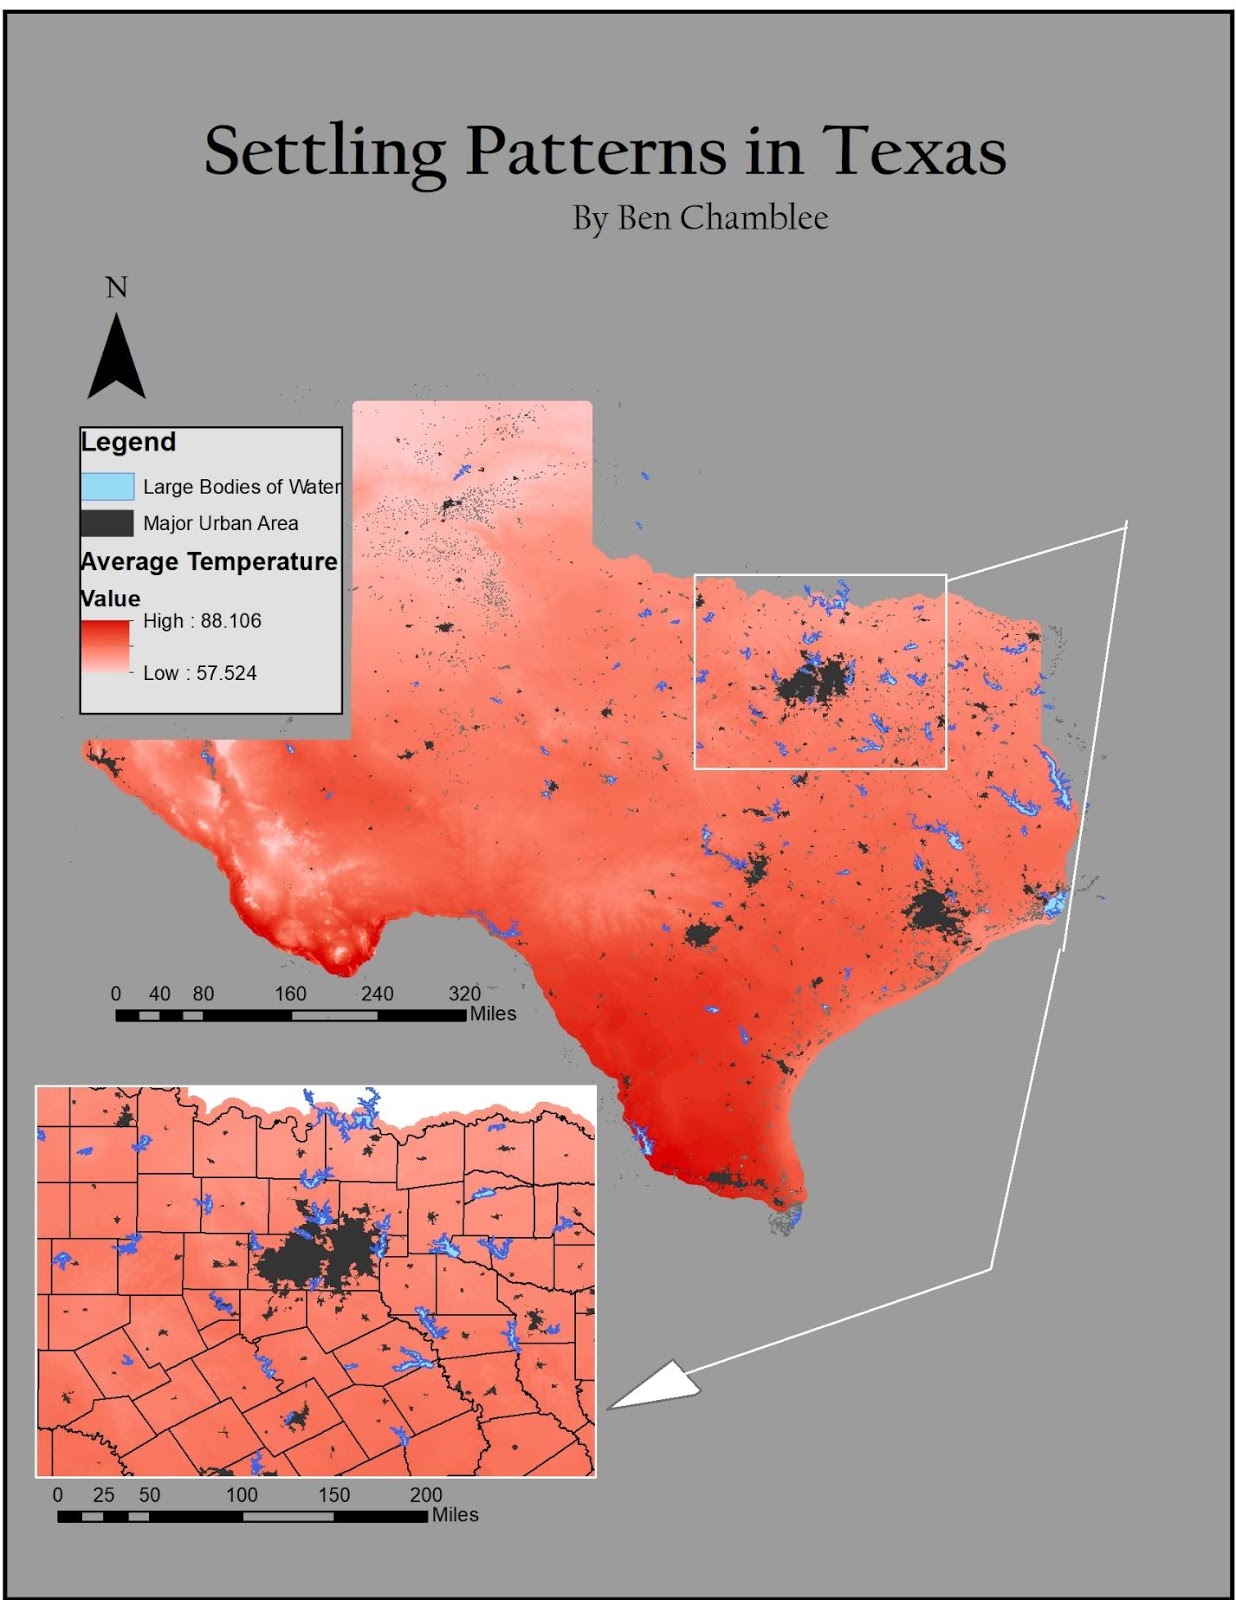 Settling Patterns in Texas
By Ben Chamblee
N
Legend
Large Bodies of Water
Major Urban Area
Average Temperature
Value
High : 88.106
Low : 57.524
0 40 80 160 240 320
Miles
0 25 50 100 150 200
Miles